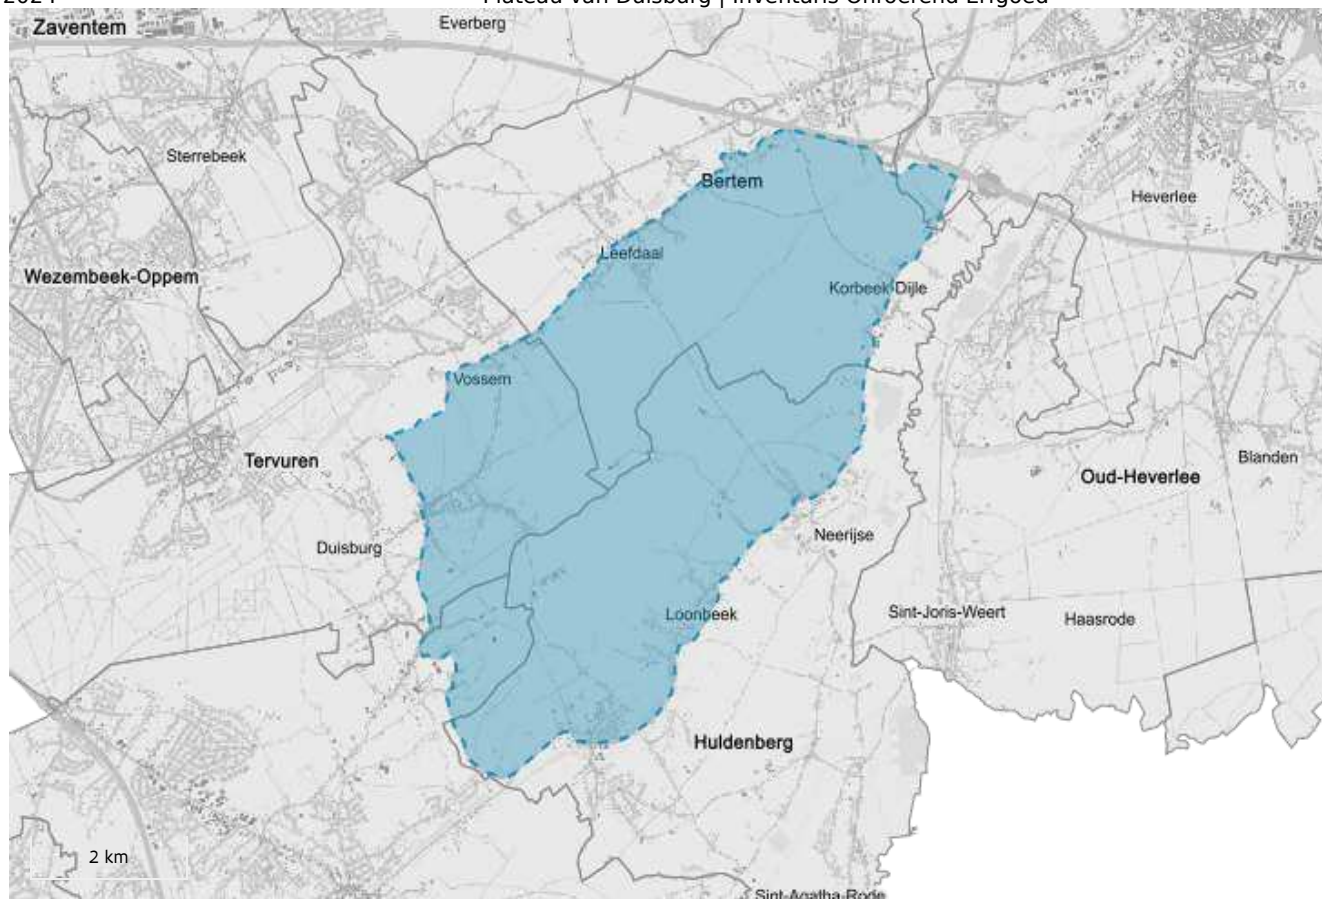 2024
Plateau van Duisburg | Inventaris Onroerend Erfgoed
Everberg
Zaventem
Sterrebeek
Bertem
Heverlee
Leefdaal
Wezembeek-Oppem
Korbeek-Dijle
Vossem
Tervuren
Blanden
Oud-Heverlee
Neerijse
Duisburg
Loonbeek
Sint-Joris-Weert
Haasrode
Huldenberg
2 km
Sint-Agatha-Rode